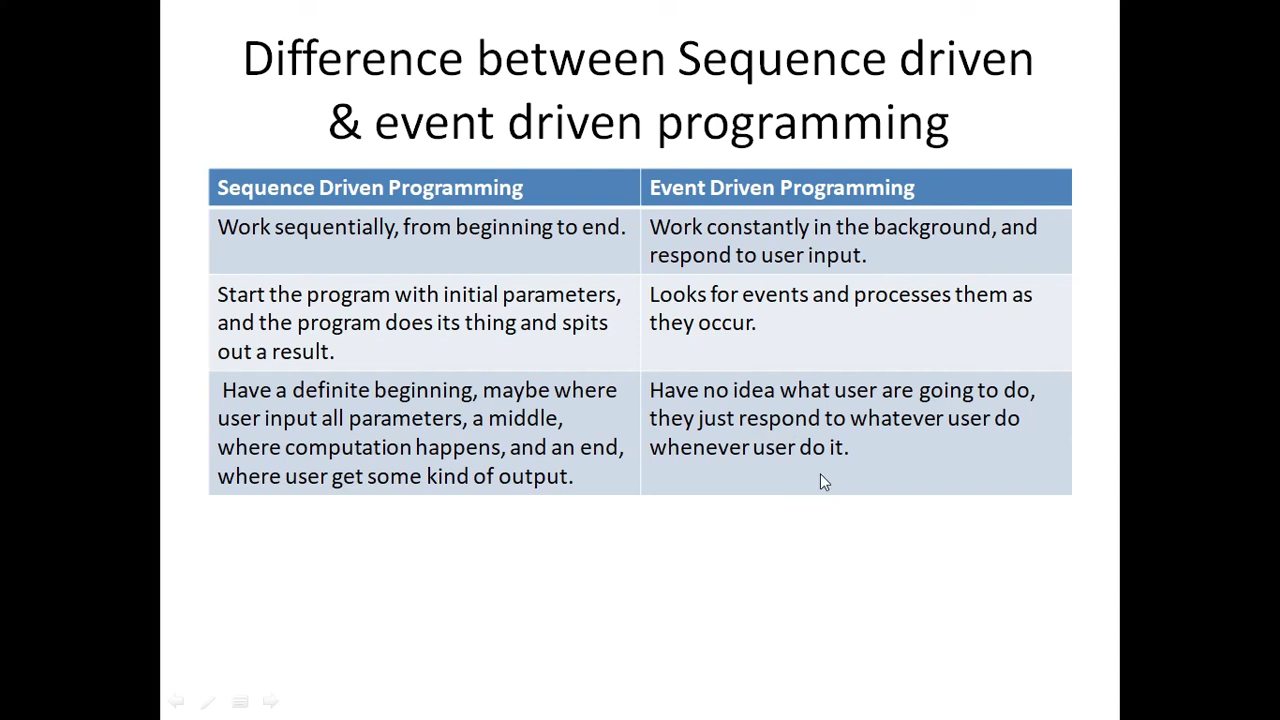 Difference between Sequence driven
& event driven programming
Sequence Driven Programming
Event Driven Programming
Work sequentially, from beginning to end.
Work constantly in the background, and
respond to user input.
Start the program with initial parameters,
and the program does its thing and spits
out a result.
Looks for events and processes them as
they occur.
Have a definite beginning, maybe where
user input all parameters, a middle,
where computation happens, and an end,
where user get some kind of output.
Have no idea what user are going to do,
they just respond to whatever user do
whenever user do it.